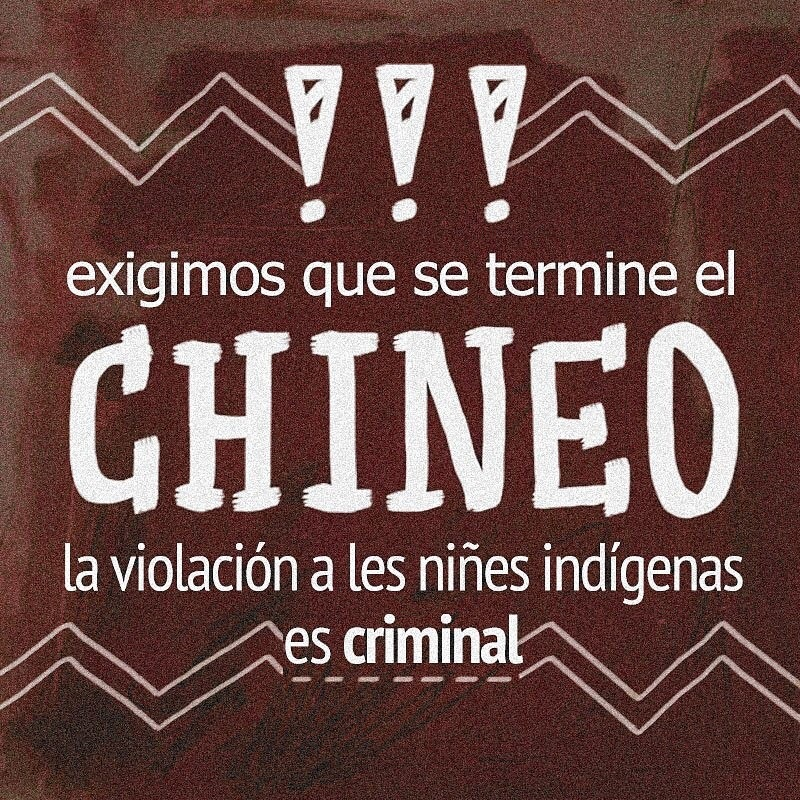 !!!
exigimos que se termine el
CHINEO
la violación a les niñes indígenas
es criminal